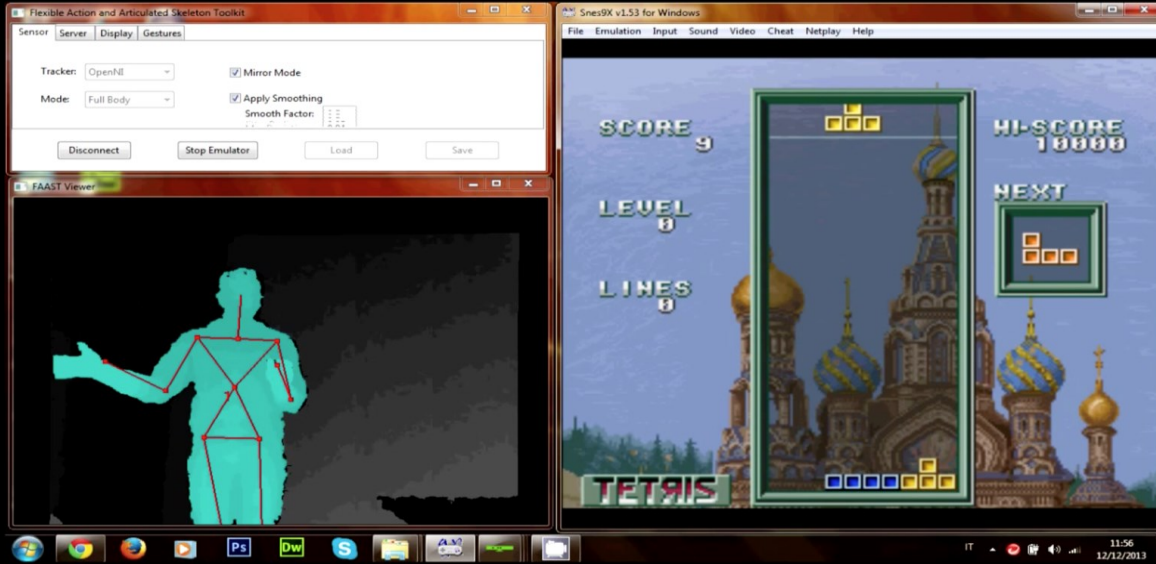 Flexible Action and Articulated Skeleton Toolkit
Sensor Server Display Gestures
Tracker: OpenNI
Mirror Mode
Mode: Full Body
Apply Smoothing
Smooth Factor:
Disconnect Stop Emulator Load Save
FAAST Viewer
Snes9X v1.53 for Windows
File Emulation Input Sound Video Cheat Netplay Help
SCORE
9
LEVEL
0
LINES
0
HI-SCORE
10000
NEXT
TETЯIS
Ps Dw
IT
11:56
12/12/2013